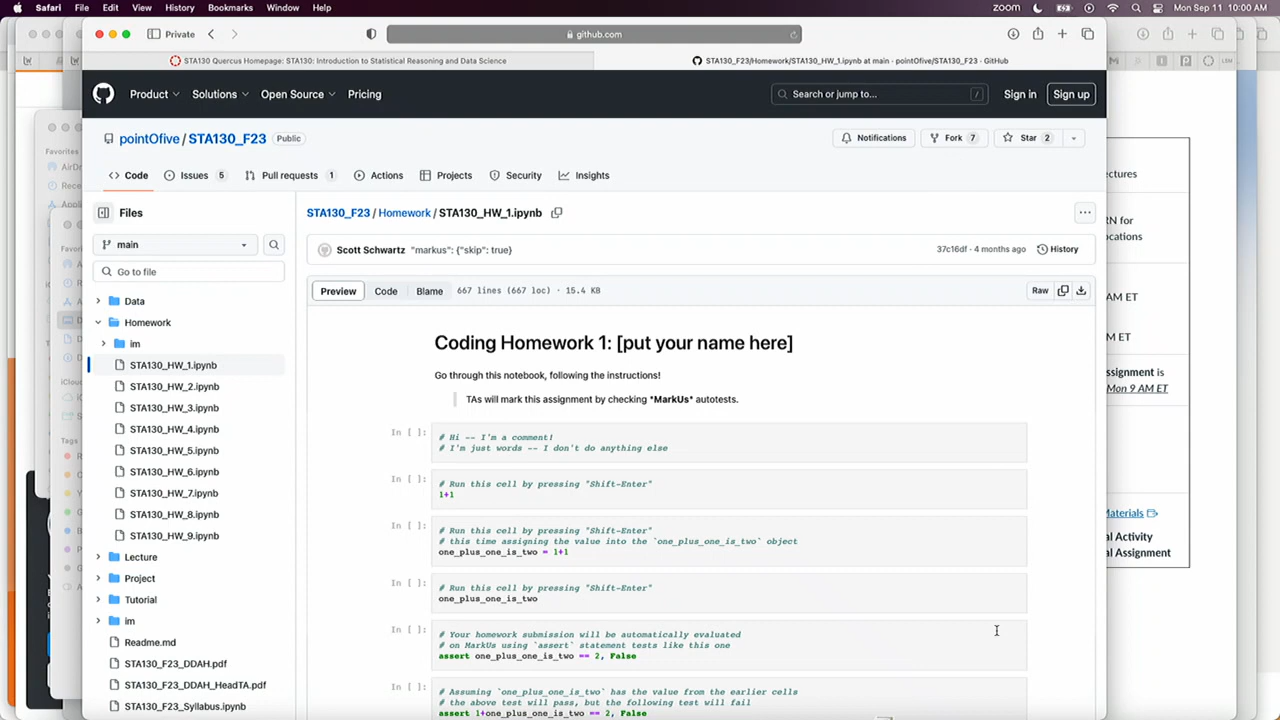 Safari File Edit View History Bookmarks Window Help
zoom Mon Sep 11 10:00 AM
Private
github.com
STA130 Quercus Homepage: STA130: Introduction to Statistical Reasoning and Data Science
STA130_F23/Homework/STA130_HW_1.ipynb at main · pointOfive/STA130_F23 · GitHub
Product Solutions Open Source Pricing
Search or jump to... /
Sign in Sign up
pointOfive / STA130_F23 Public
Notifications Fork 7 Star 2
Code Issues 5 Pull requests 1 Actions Projects Security Insights
Files
main
Go to file
Data
Homework
im
STA130_HW_1.ipynb
STA130_HW_2.ipynb
STA130_HW_3.ipynb
STA130_HW_4.ipynb
STA130_HW_5.ipynb
STA130_HW_6.ipynb
STA130_HW_7.ipynb
STA130_HW_8.ipynb
STA130_HW_9.ipynb
Lecture
Project
Tutorial
im
Readme.md
STA130_F23_DDAH.pdf
STA130_F23_DDAH_HeadTA.pdf
STA130_F23_Syllabus.ipynb
STA130_F23 / Homework / STA130_HW_1.ipynb
Scott Schwartz "markus": {"skip": true}
37c16df · 4 months ago History
Preview Code Blame 667 lines (667 loc) · 15.4 KB
Raw
Coding Homework 1: [put your name here]
Go through this notebook, following the instructions!
TAs will mark this assignment by checking *MarkUs* autotests.
In [ ]: # Hi -- I'm a comment!
# I'm just words -- I don't do anything else
In [ ]: # Run this cell by pressing "Shift-Enter"
1+1
In [ ]: # Run this cell by pressing "Shift-Enter"
# this time assigning the value into the `one_plus_one_is_two` object
one_plus_one_is_two = 1+1
In [ ]: # Run this cell by pressing "Shift-Enter"
one_plus_one_is_two
In [ ]: # Your homework submission will be automatically evaluated
# on MarkUs using `assert` statement tests like this one
assert one_plus_one_is_two == 2, False
In [ ]: # Assuming `one_plus_one_is_two` has the value from the earlier cells
# the above test will pass, but the following test will fail
assert 1+one_plus_one_is_two == 2, False
Favorites
AirDr
Rece
Appli
iCloud
Tags
ectures
RN for
ocations
AM ET
M ET
ssignment is
Mon 9 AM ET
Materials
al Activity
al Assignment